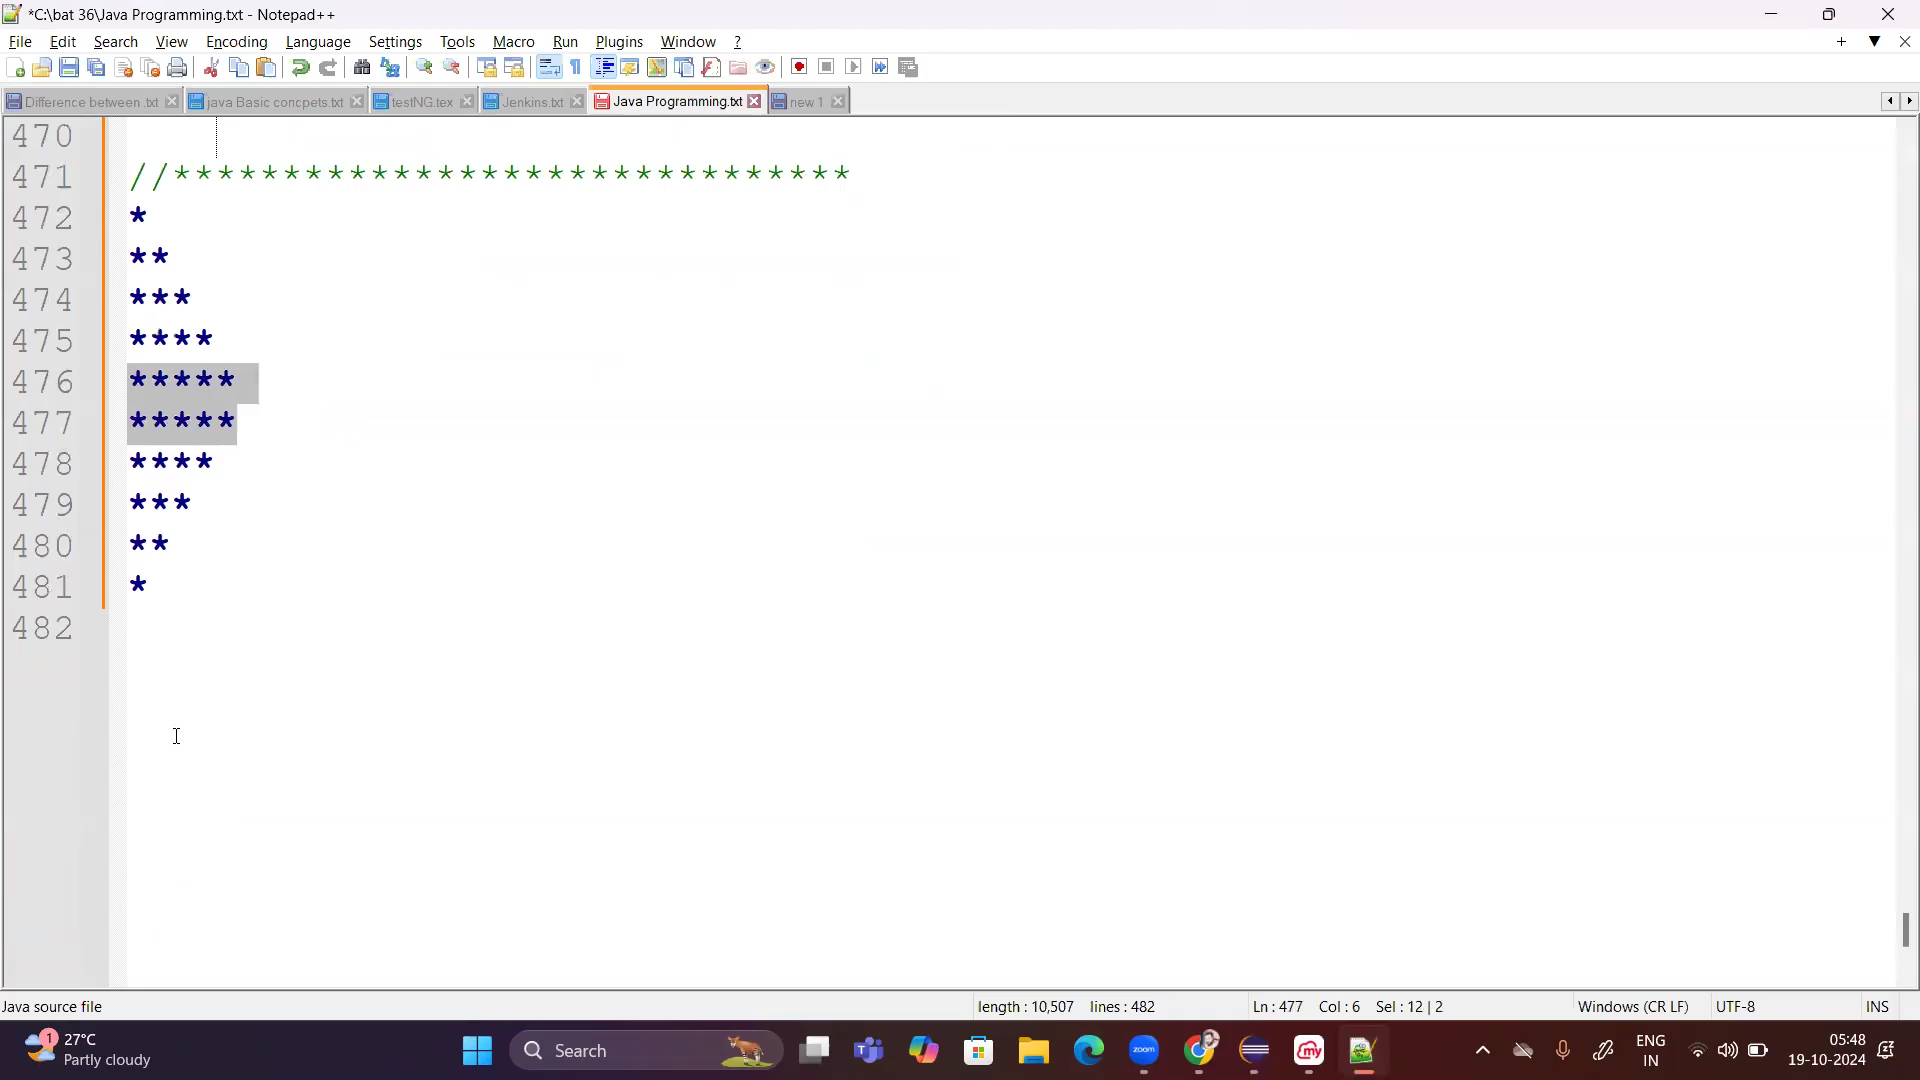 *C:\bat 36\Java Programming.txt - Notepad++
File Edit Search View Encoding Language Settings Tools Macro Run Plugins Window ?
Difference between .txt java Basic concpets.txt testNG.tex Jenkins.txt Java Programming.txt new 1
470
471 //*******************************
472 *
473 **
474 ***
475 ****
476 *****
477 *****
478 ****
479 ***
480 **
481 *
482
Java source file length : 10,507 lines : 482 Ln : 477 Col : 6 Sel : 12 | 2 Windows (CR LF) UTF-8 INS
1 27°C
Partly cloudy
Search
zoom
my
ENG
IN
05:48
19-10-2024